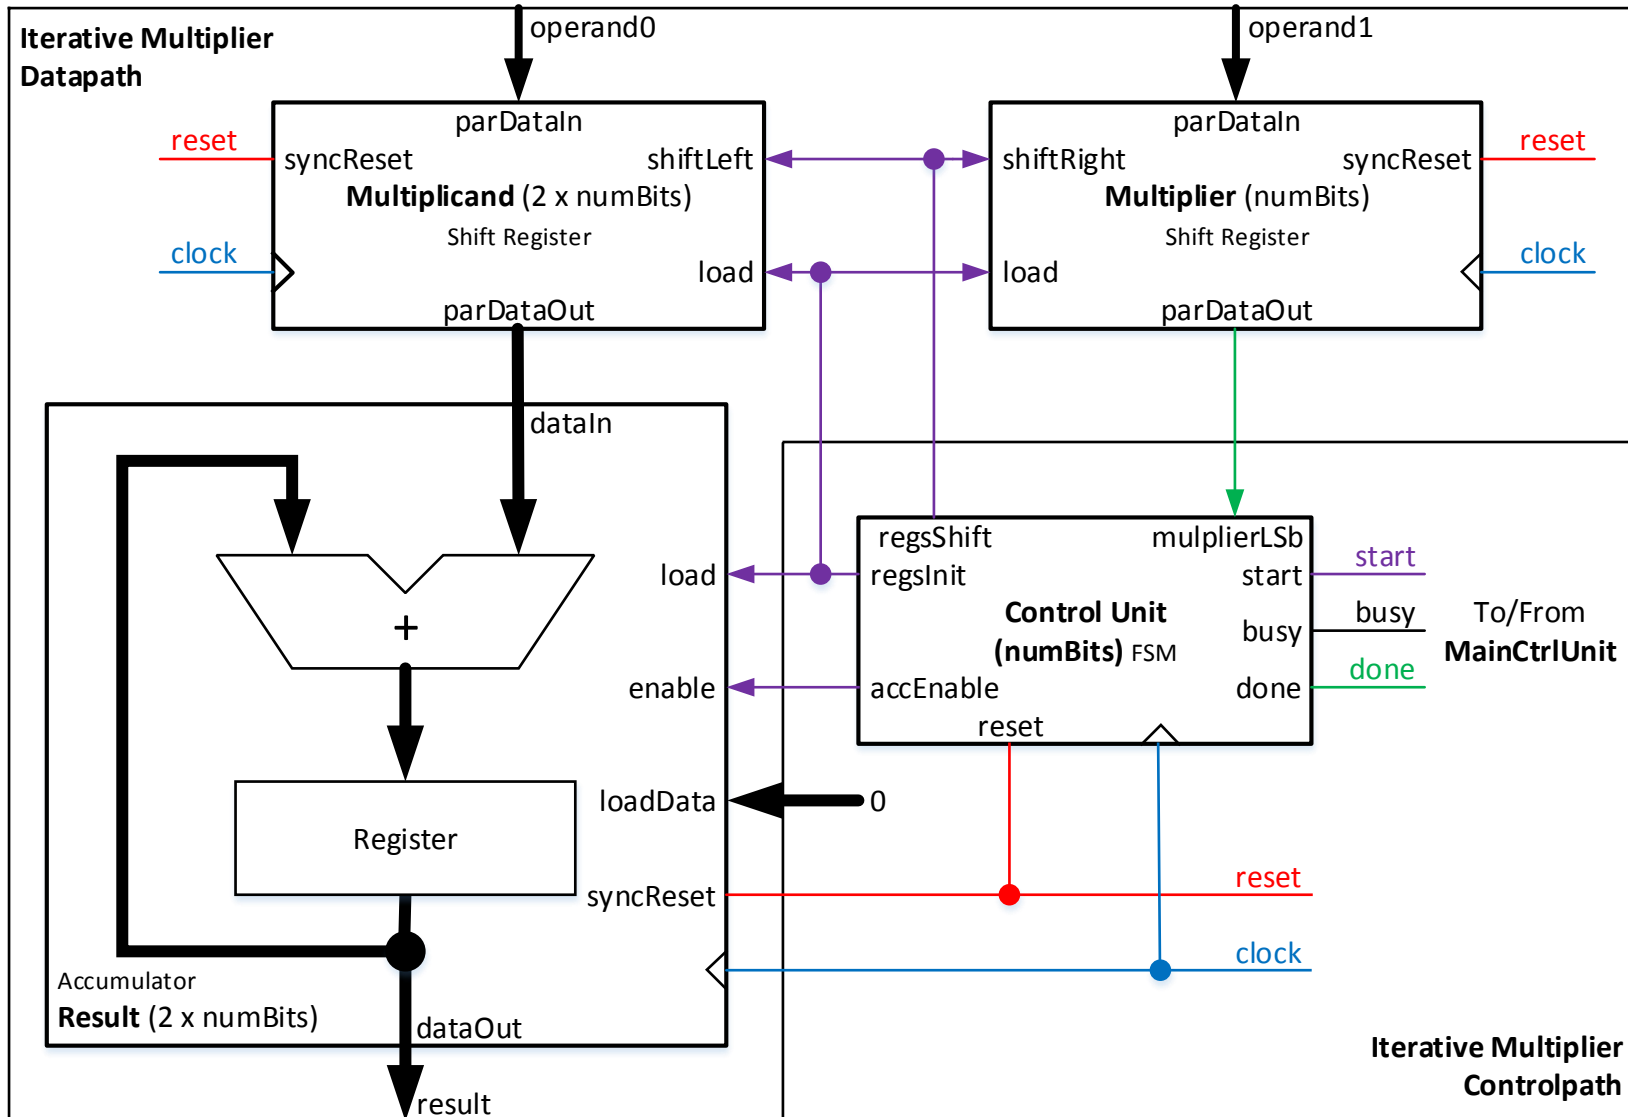 Iterative Multiplier
Datapath
operand0
operand1
parDataIn
reset
syncReset
shiftLeft
Multiplicand (2 x numBits)
Shift Register
clock
load
parDataOut
parDataIn
shiftRight
syncReset
reset
Multiplier (numBits)
Shift Register
load
clock
parDataOut
dataIn
+
Register
load
enable
loadData
0
syncReset
Accumulator
Result (2 x numBits)
dataOut
result
regsShift
mulplierLSb
regsInit
start
start
Control Unit
(numBits) FSM
busy
busy
accEnable
done
done
reset
To/From
MainCtrlUnit
reset
clock
Iterative Multiplier
Controlpath